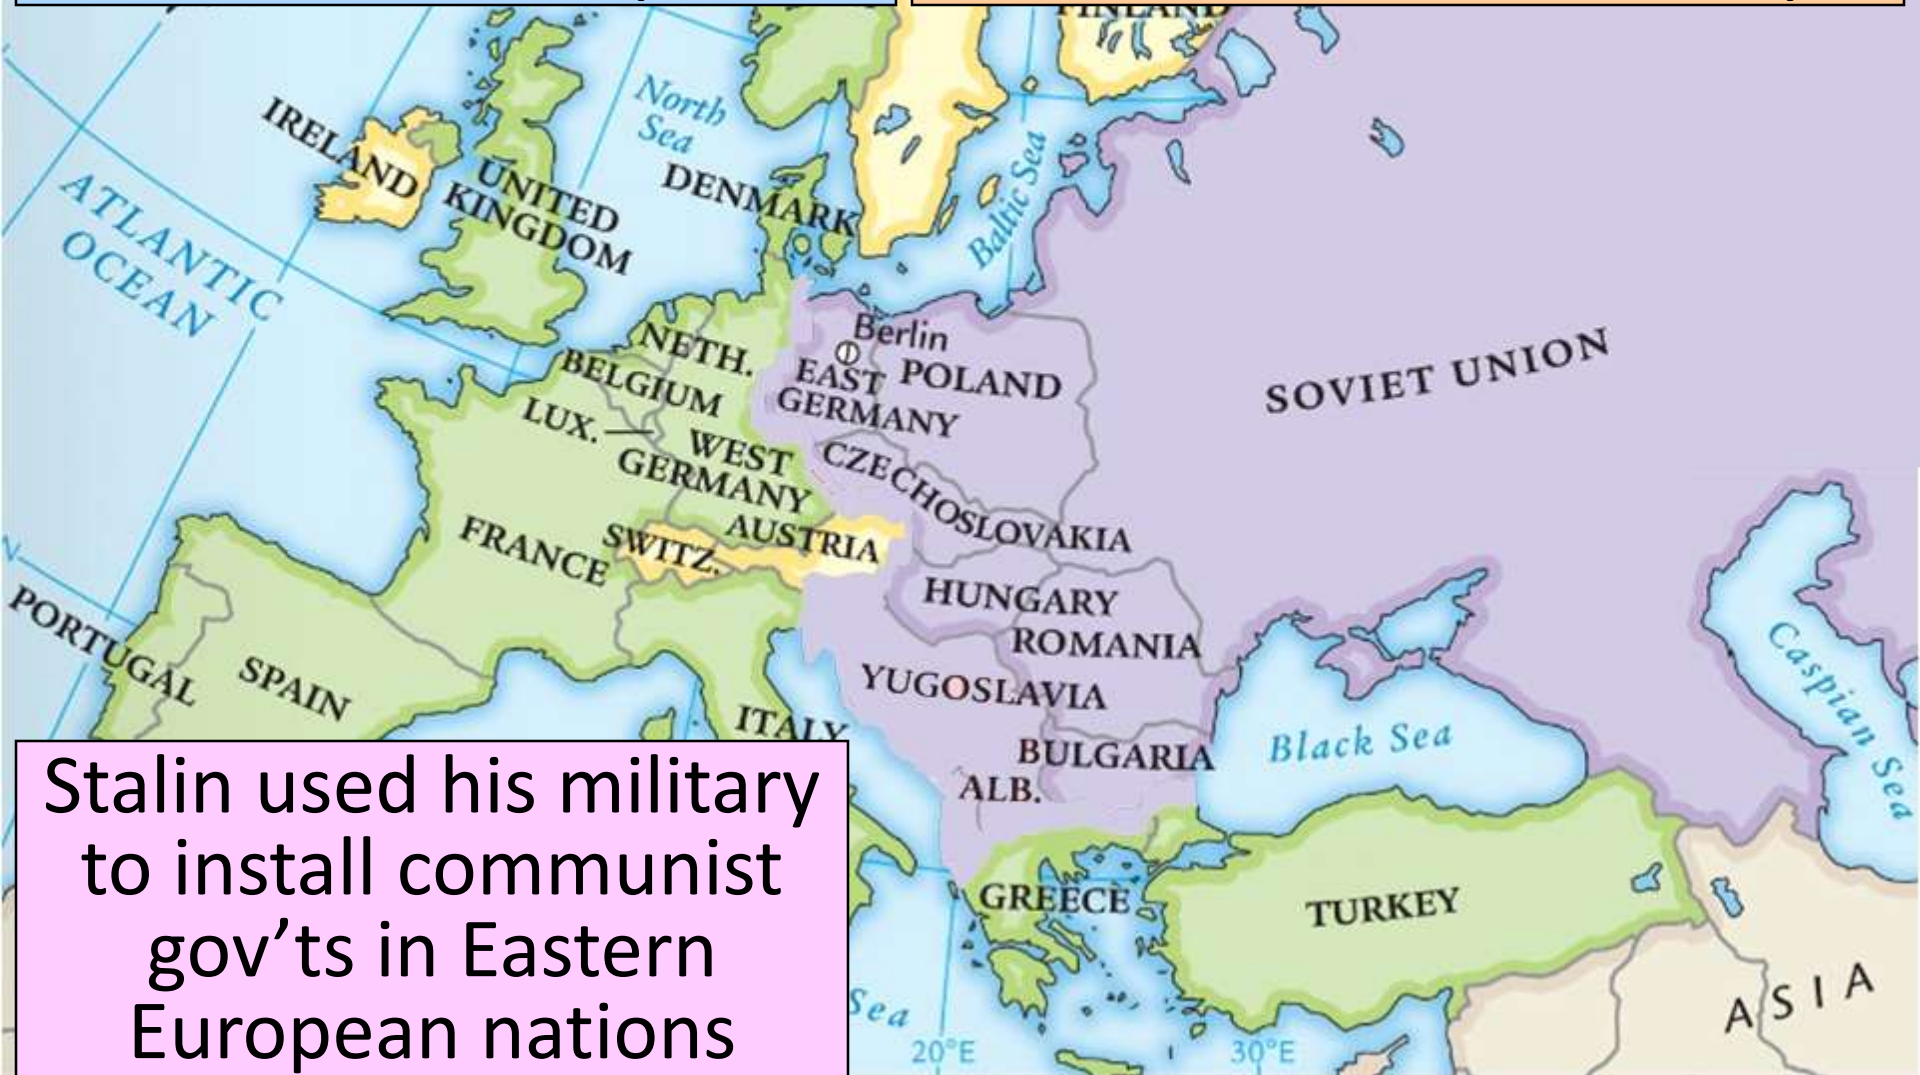 FINLAND
North
Sea
IRELAND
UNITED
KINGDOM
DENMARK
Baltic Sea
ATLANTIC
OCEAN
Berlin
NETH.
BELGIUM
LUX.
EAST
GERMANY
POLAND
SOVIET UNION
WEST
GERMANY
CZECHOSLOVAKIA
FRANCE
SWITZ.
AUSTRIA
HUNGARY
ROMANIA
PORTUGAL
SPAIN
YUGOSLAVIA
ITALY
BULGARIA
ALB.
Black Sea
Caspian Sea
GREECE
TURKEY
ASIA
Sea
20°E
30°E
Stalin used his military
to install communist
gov’ts in Eastern
European nations